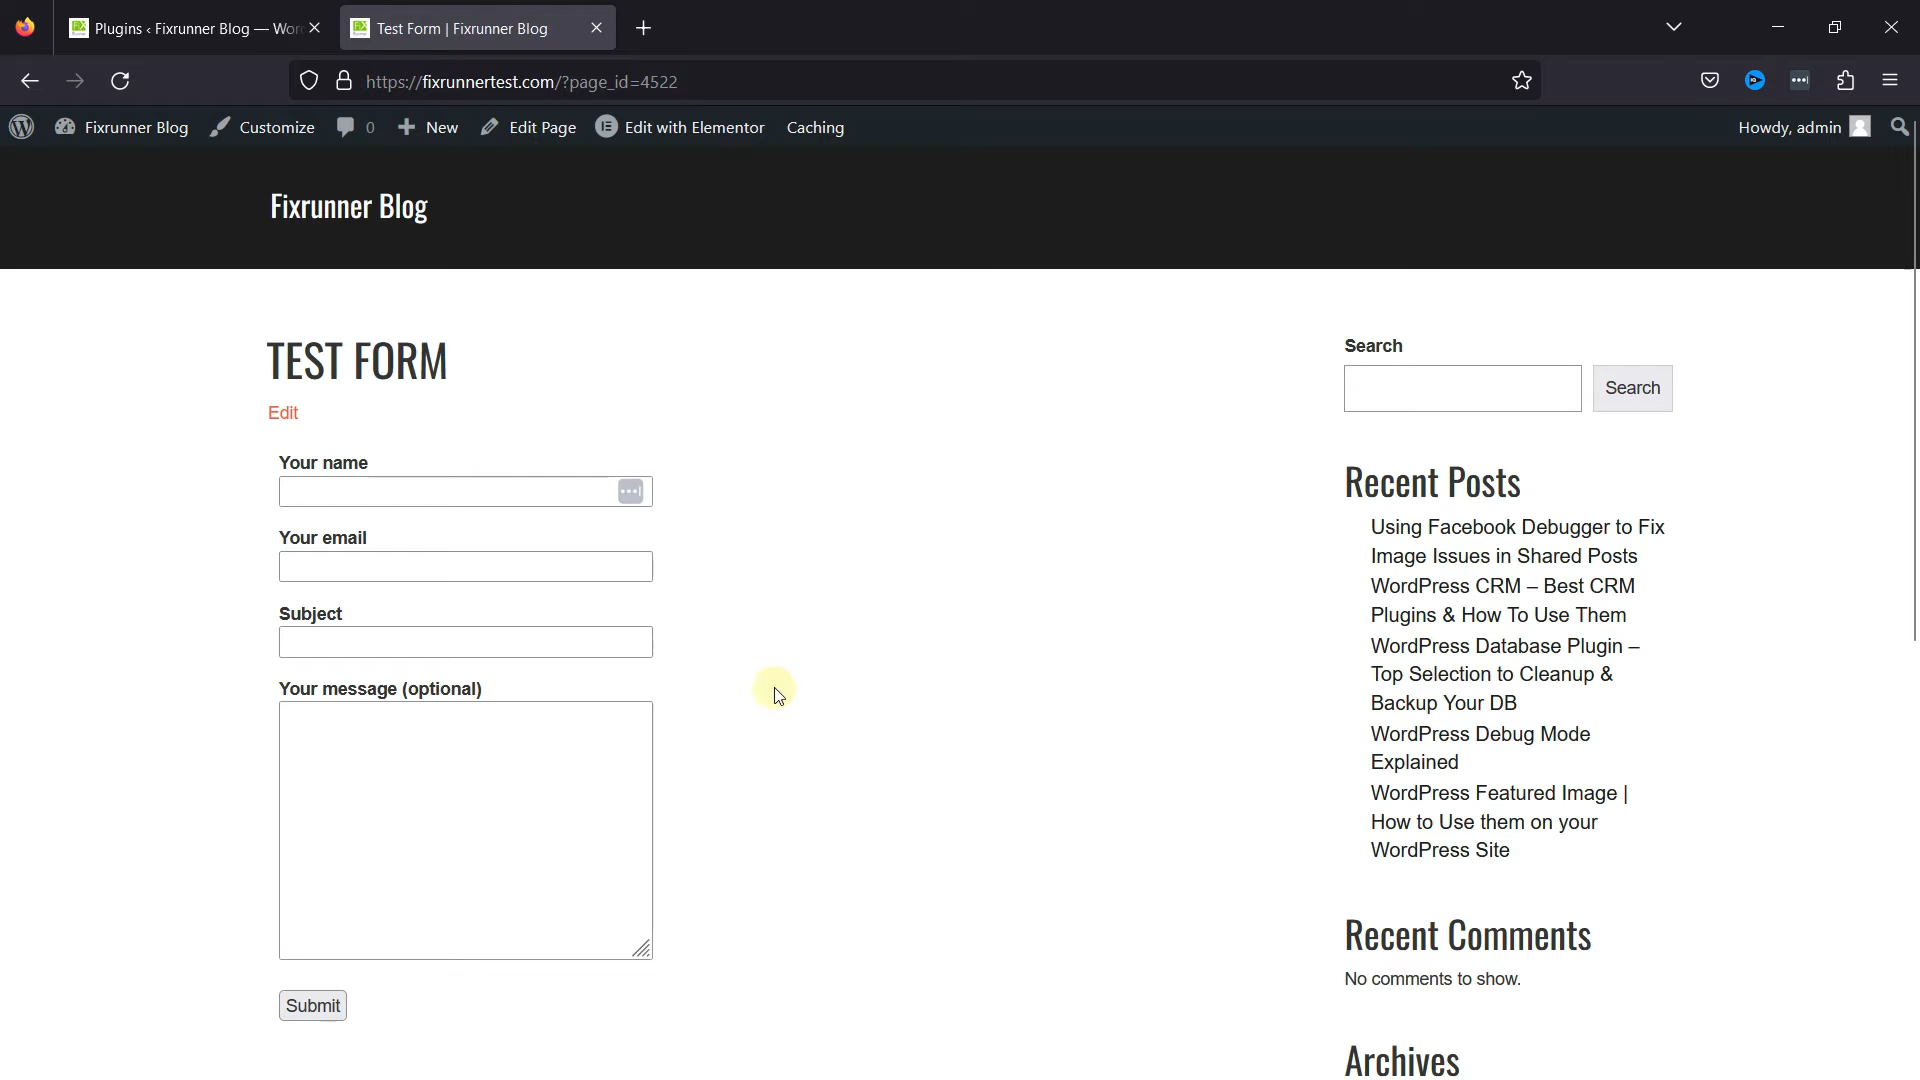 Plugins ‹ Fixrunner Blog — Wor
Test Form | Fixrunner Blog
https://fixrunnertest.com/?page_id=4522
Fixrunner Blog
Customize
0
New
Edit Page
Edit with Elementor
Caching
Howdy, admin
Fixrunner Blog
TEST FORM
Edit
Your name
Your email
Subject
Your message (optional)
Submit
Search
Search
Recent Posts
Using Facebook Debugger to Fix
Image Issues in Shared Posts
WordPress CRM – Best CRM
Plugins & How To Use Them
WordPress Database Plugin –
Top Selection to Cleanup &
Backup Your DB
WordPress Debug Mode
Explained
WordPress Featured Image |
How to Use them on your
WordPress Site
Recent Comments
No comments to show.
Archives